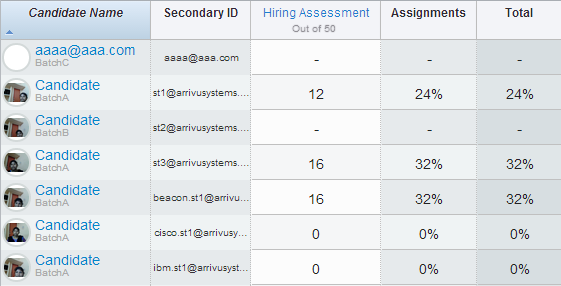 Candidate Name Secondary ID Hiring Assessment Assignments Total
Out of 50
aaaa@aaa.com aaaa@aaa.com - - -
BatchC
Candidate st1@arrivusystems.... 12 24% 24%
BatchA
Candidate st2@arrivusystems.... - - -
BatchB
Candidate st3@arrivusystems.... 16 32% 32%
BatchA
Candidate beacon.st1@arrivu... 16 32% 32%
BatchA
Candidate cisco.st1@arrivusy... 0 0% 0%
BatchA
Candidate ibm.st1@arrivusyst... 0 0% 0%
BatchA